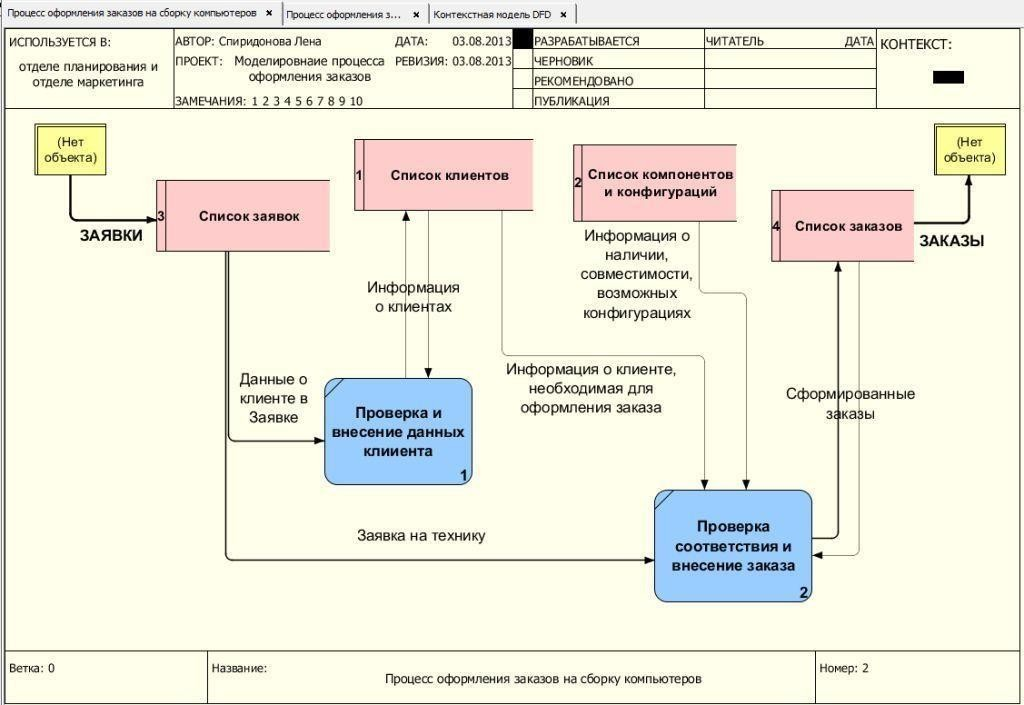 Процесс оформления заказов на сборку компьютеров ×
Процесс оформления з... ×
Контекстная модель DFD ×
ИСПОЛЬЗУЕТСЯ В:
отделе планирования и
отделе маркетинга
АВТОР: Спиридонова Лена
ДАТА: 03.08.2013
ПРОЕКТ: Моделировнаие процесса
оформления заказов
РЕВИЗИЯ: 03.08.2013
ЗАМЕЧАНИЯ: 1 2 3 4 5 6 7 8 9 10
РАЗРАБАТЫВАЕТСЯ
ЧЕРНОВИК
РЕКОМЕНДОВАНО
ПУБЛИКАЦИЯ
ЧИТАТЕЛЬ
ДАТА
КОНТЕКСТ:
(Нет
объекта)
ЗАЯВКИ
3
Список заявок
1
Список клиентов
2
Список компонентов
и конфигураций
4
Список заказов
(Нет
объекта)
ЗАКАЗЫ
Информация о
наличии,
совместимости,
возможных
конфигурациях
Информация
о клиентах
Данные о
клиенте в
Заявке
Информация о клиенте,
необходимая для
оформления заказа
Сформированные
заказы
Проверка и
внесение данных
клииента
1
Заявка на технику
Проверка
соответствия и
внесение заказа
2
Ветка: 0
Название:
Процесс оформления заказов на сборку компьютеров
Номер: 2